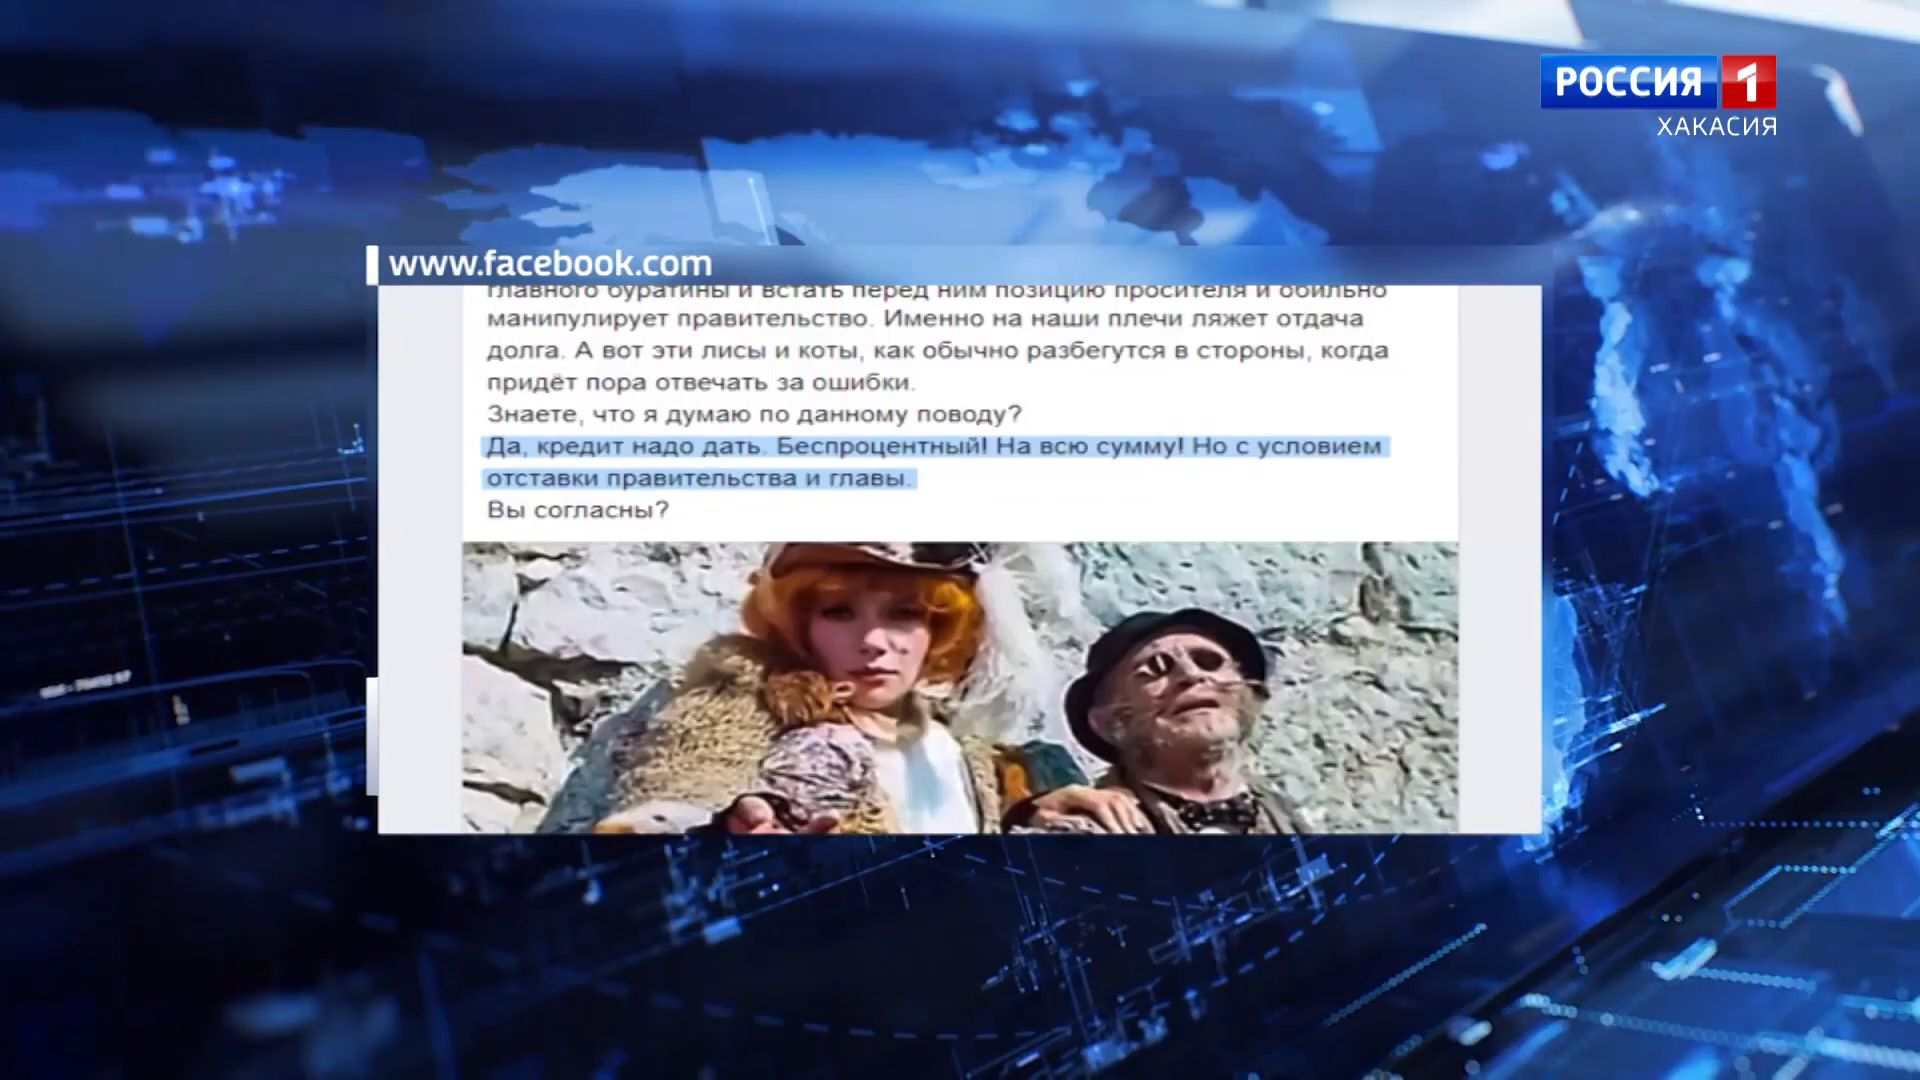 РОССИЯ 1
ХАКАСИЯ
www.facebook.com
главного буратины и встать перед ним позицию просителя и обильно
манипулирует правительство. Именно на наши плечи ляжет отдача
долга. А вот эти лисы и коты, как обычно разбегутся в стороны, когда
придёт пора отвечать за ошибки.
Знаете, что я думаю по данному поводу?
Да, кредит надо дать. Беспроцентный! На всю сумму! Но с условием
отставки правительства и главы.
Вы согласны?